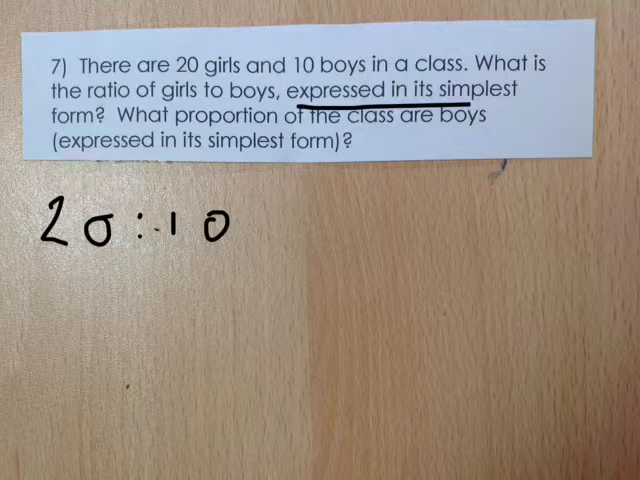 7) There are 20 girls and 10 boys in a class. What is
the ratio of girls to boys, expressed in its simplest
form? What proportion of the class are boys
(expressed in its simplest form)?
20:10